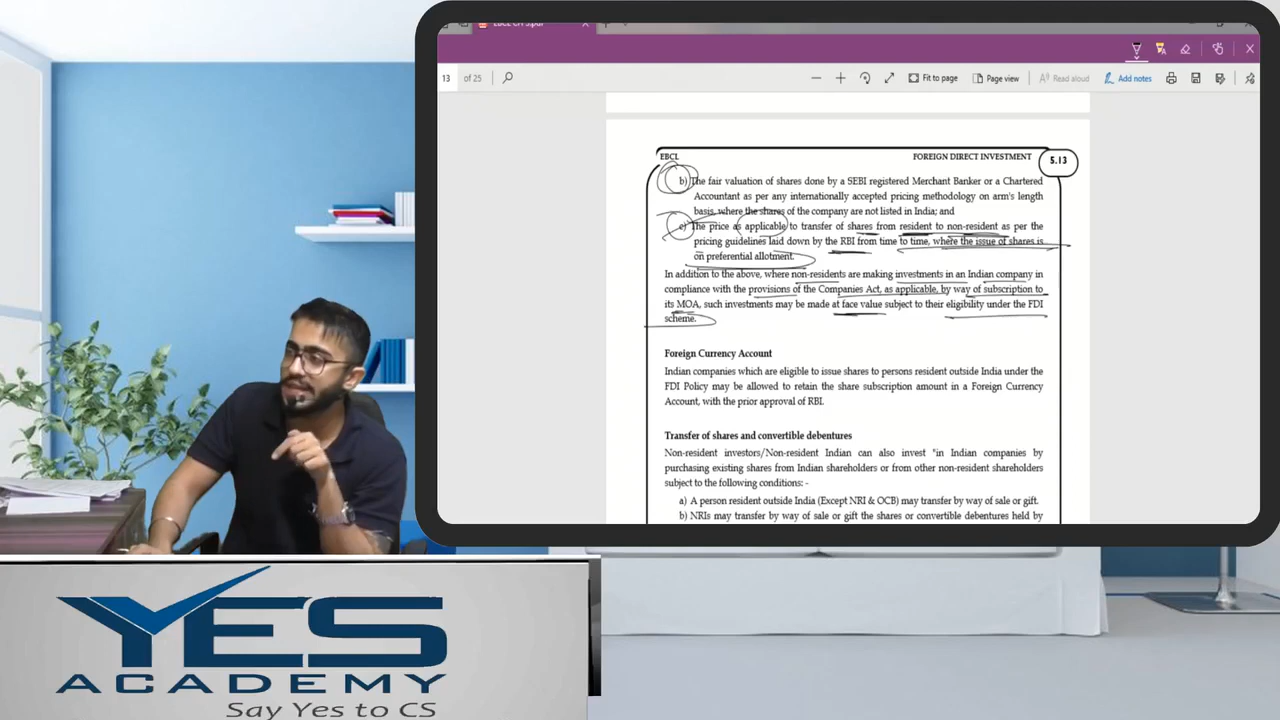 13 of 25
Fit to page
Page view
Read aloud
Add notes
EBCL FOREIGN DIRECT INVESTMENT 5.13
b) The fair valuation of shares done by a SEBI registered Merchant Banker or a Chartered
Accountant as per any internationally accepted pricing methodology on arm's length
basis, where the shares of the company are not listed in India; and
c) The price as applicable to transfer of shares from resident to non-resident as per the
pricing guidelines laid down by the RBI from time to time, where the issue of shares is
on preferential allotment.
In addition to the above, where non-residents are making investments in an Indian company in
compliance with the provisions of the Companies Act, as applicable, by way of subscription to
its MOA, such investments may be made at face value subject to their eligibility under the FDI
scheme.
Foreign Currency Account
Indian companies which are eligible to issue shares to persons resident outside India under the
FDI Policy may be allowed to retain the share subscription amount in a Foreign Currency
Account, with the prior approval of RBI.
Transfer of shares and convertible debentures
Non-resident investors/Non-resident Indian can also invest "in Indian companies by
purchasing existing shares from Indian shareholders or from other non-resident shareholders
subject to the following conditions: -
a) A person resident outside India (Except NRI & OCB) may transfer by way of sale or gift.
b) NRIs may transfer by way of sale or gift the shares or convertible debentures held by
YES
ACADEMY
Say Yes to CS